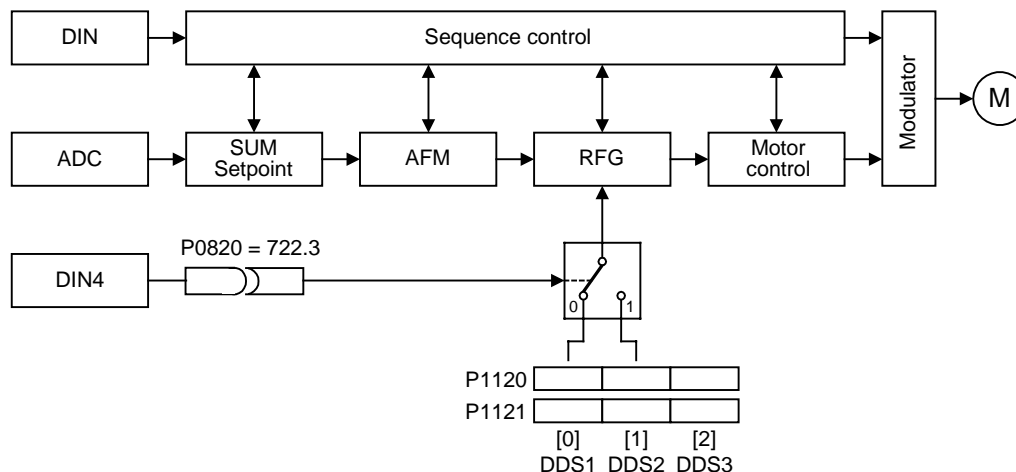 DIN
Sequence control
Modulator
M
ADC
SUM
Setpoint
AFM
RFG
Motor
control
P0820 = 722.3
DIN4
0
1
P1120
P1121
[0]
[1]
[2]
DDS1
DDS2
DDS3